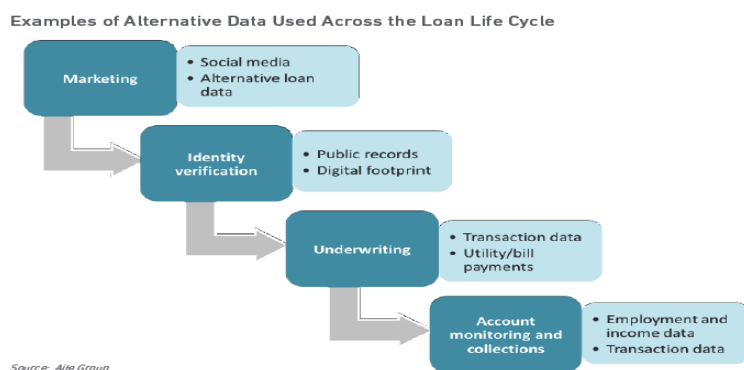 Examples of Alternative Data Used Across the Loan Life Cycle
Marketing
• Social media
• Alternative loan
data
Identity
verification
• Public records
• Digital footprint
Underwriting
• Transaction data
• Utility/bill
payments
Account
monitoring and
collections
• Employment and
income data
• Transaction data
Source: Aite Group